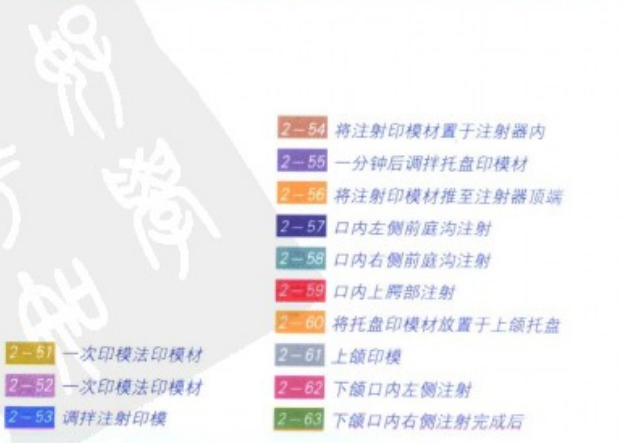 2-51 一次印模法印模材
2-52 一次印模法印模材
2-53 调拌注射印模
2-54 将注射印模材置于注射器内
2-55 一分钟后调拌托盘印模材
2-56 将注射印模材推至注射器顶端
2-57 口内左侧前庭沟注射
2-58 口内右侧前庭沟注射
2-59 口内上腭部注射
2-60 将托盘印模材放置于上颌托盘
2-61 上颌印模
2-62 下颌口内左侧注射
2-63 下颌口内右侧注射完成后